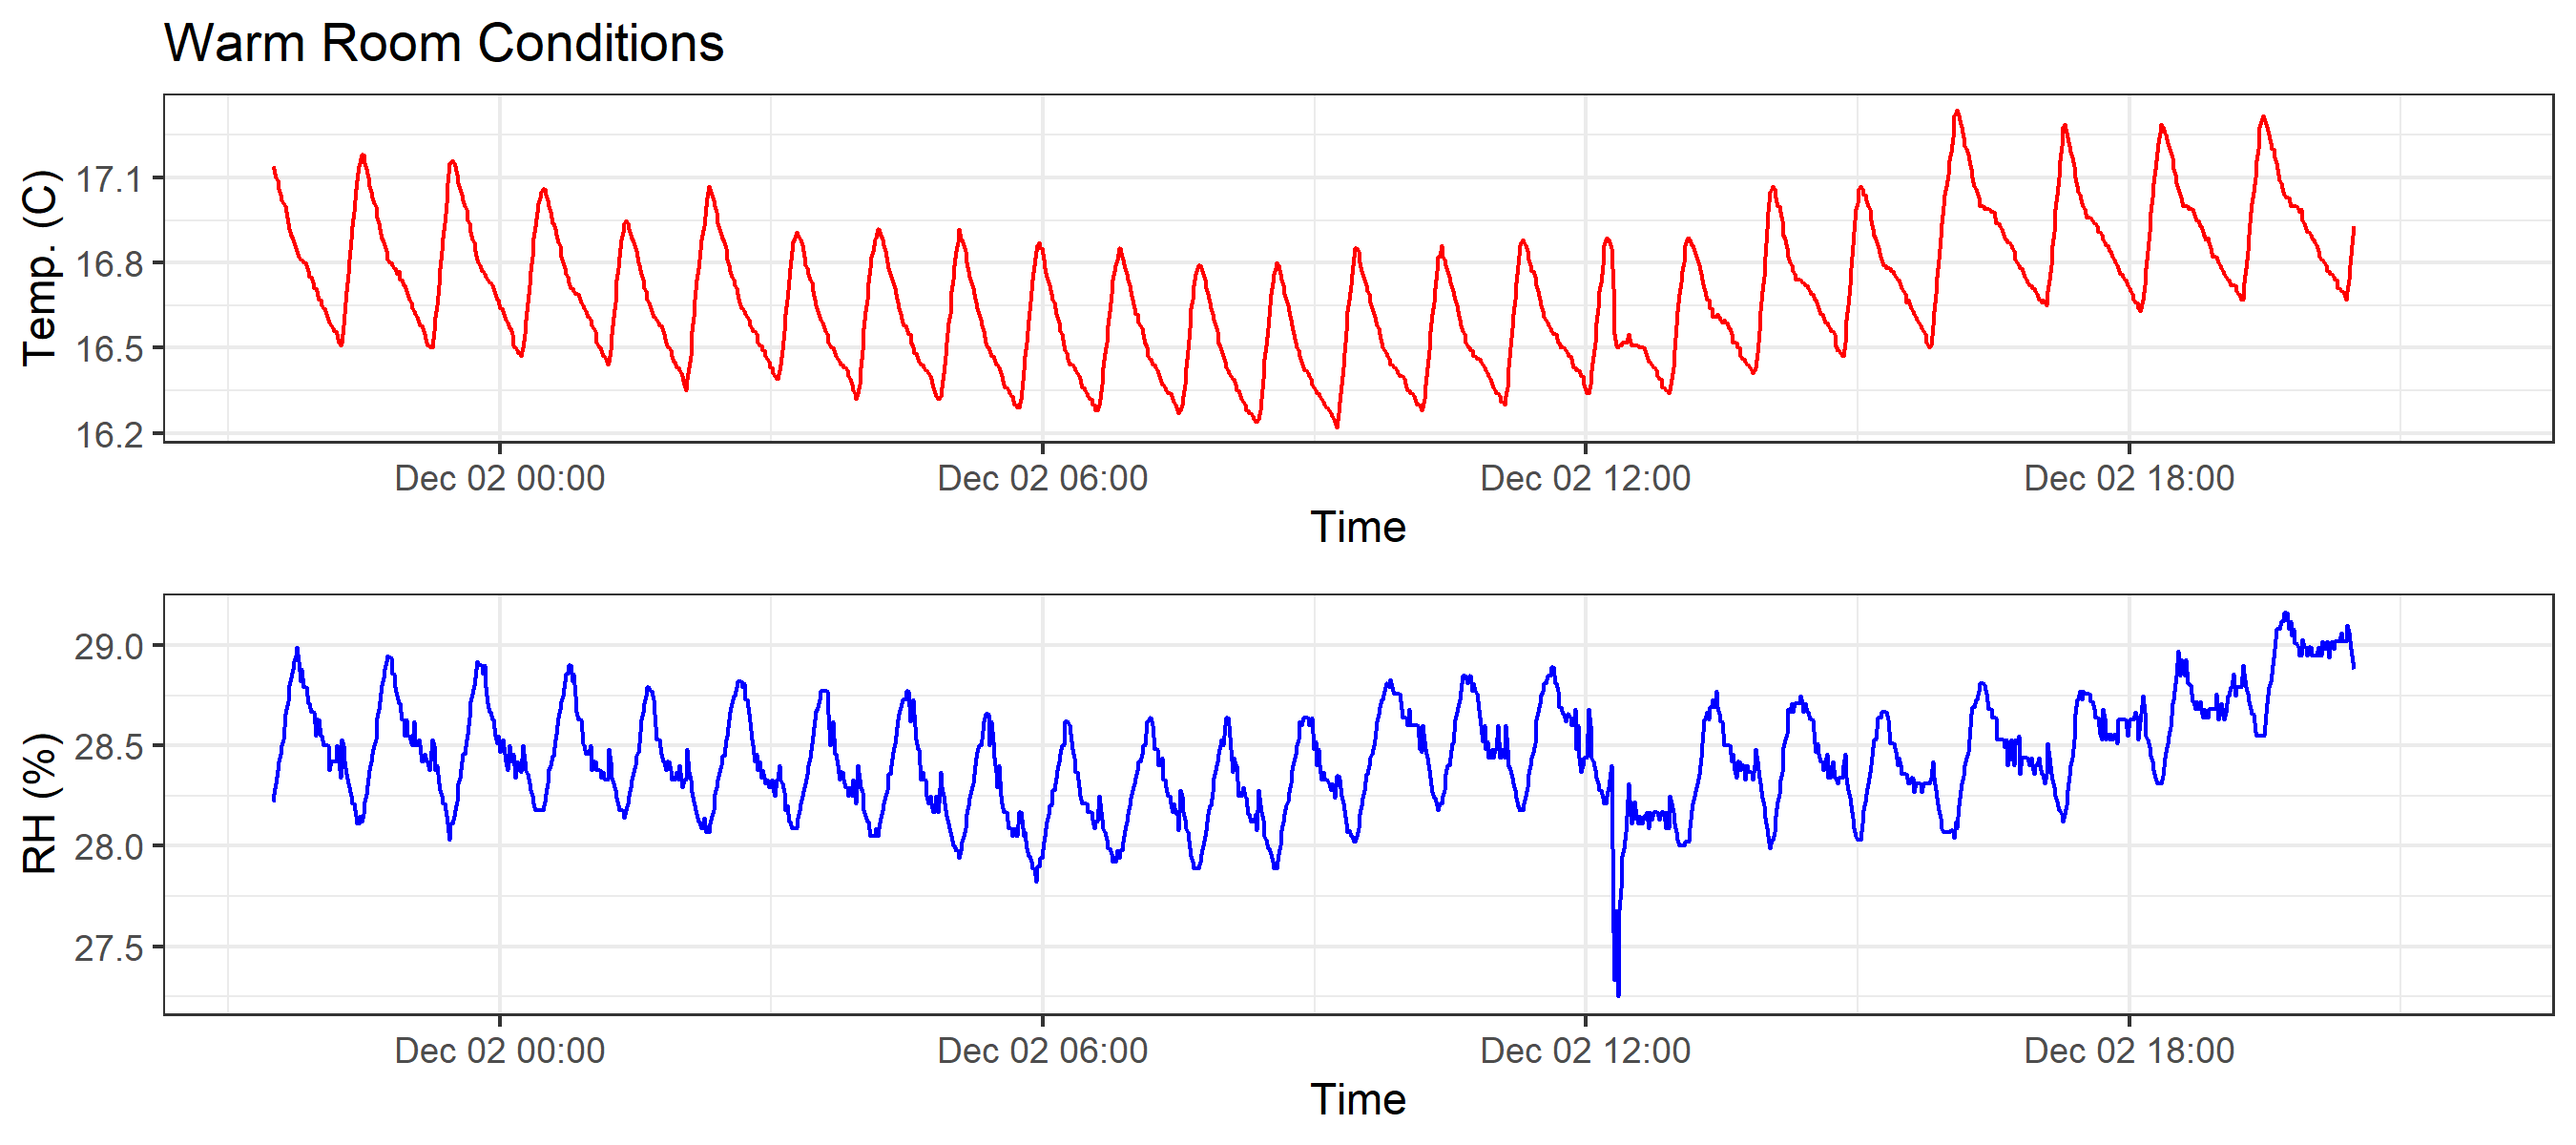 Warm Room Conditions
Temp. (C)
17.1
16.8
16.5
16.2
Dec 02 00:00 Dec 02 06:00 Dec 02 12:00 Dec 02 18:00
Time
RH (%)
29.0
28.5
28.0
27.5
Dec 02 00:00 Dec 02 06:00 Dec 02 12:00 Dec 02 18:00
Time